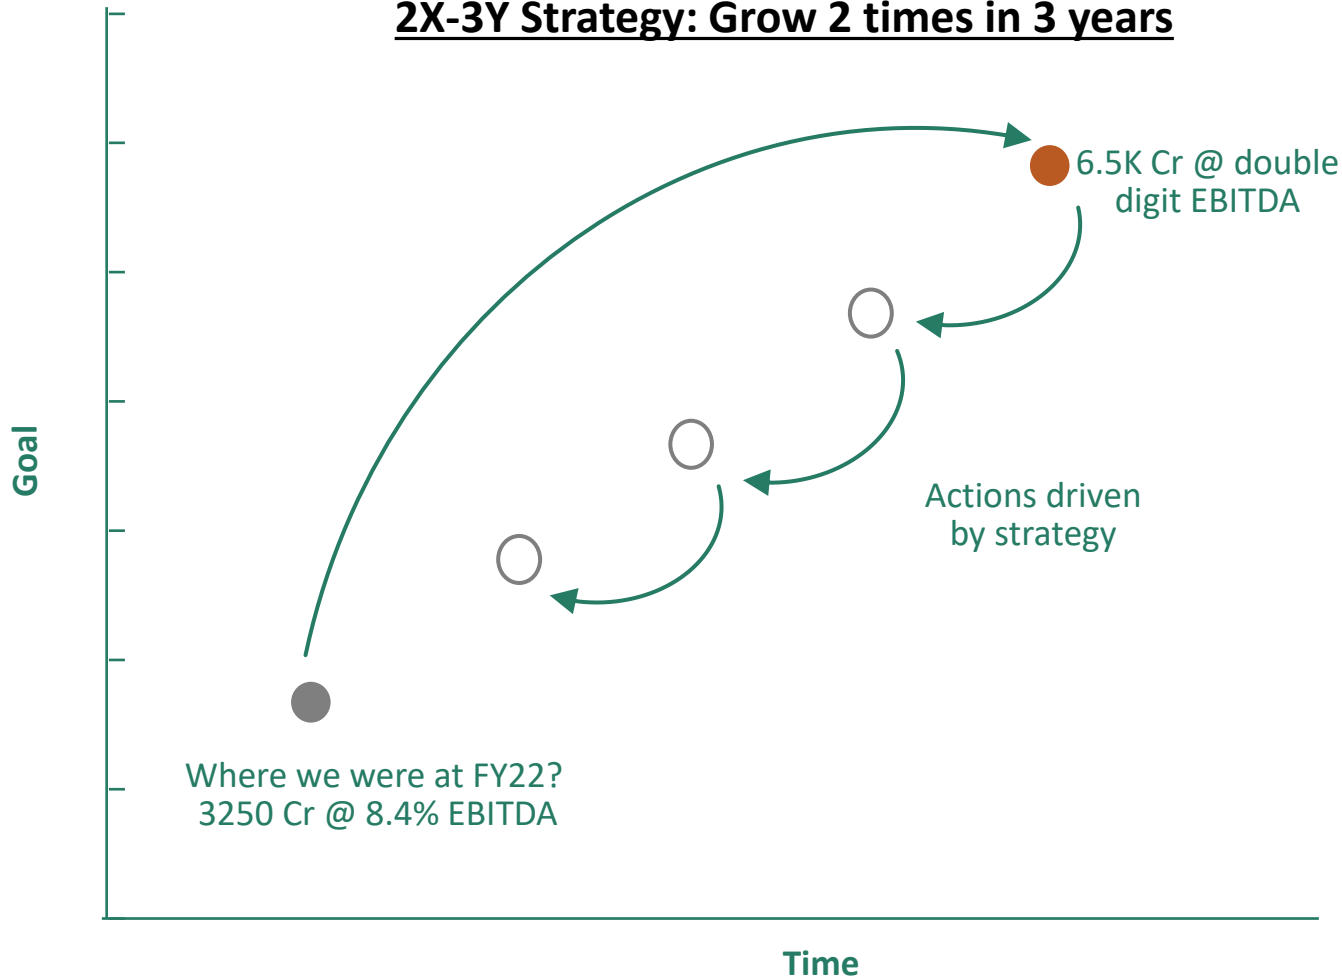 2X-3Y Strategy: Grow 2 times in 3 years
6.5K Cr @ double
digit EBITDA
Goal
Actions driven
by strategy
Where we were at FY22?
3250 Cr @ 8.4% EBITDA
Time